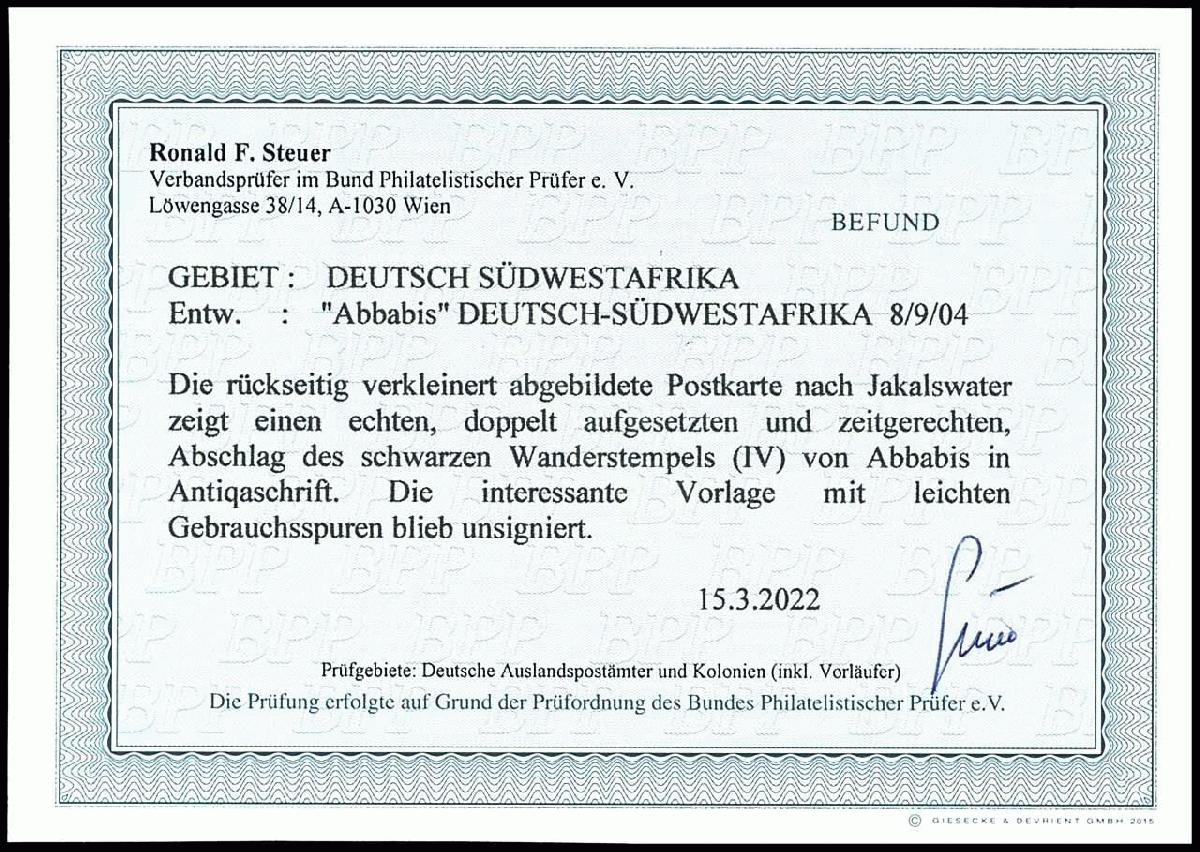 Ronald F. Steuer
Verbandsprüfer im Bund Philatelistischer Prüfer e. V.
Löwengasse 38/14, A-1030 Wien
BEFUND
GEBIET : DEUTSCH SÜDWESTAFRIKA
Entw. : "Abbabis" DEUTSCH-SÜDWESTAFRIKA 8/9/04
Die rückseitig verkleinert abgebildete Postkarte nach Jakalswater
zeigt einen echten, doppelt aufgesetzten und zeitgerechten,
Abschlag des schwarzen Wanderstempels (IV) von Abbabis in
Antiqaschrift. Die interessante Vorlage mit leichten
Gebrauchsspuren blieb unsigniert.
15.3.2022
Prüfgebiete: Deutsche Auslandspostämter und Kolonien (inkl. Vorläufer)
Die Prüfung erfolgte auf Grund der Prüfordnung des Bundes Philatelistischer Prüfer e.V.
© GIESECKE & DEVRIENT GMBH 2015